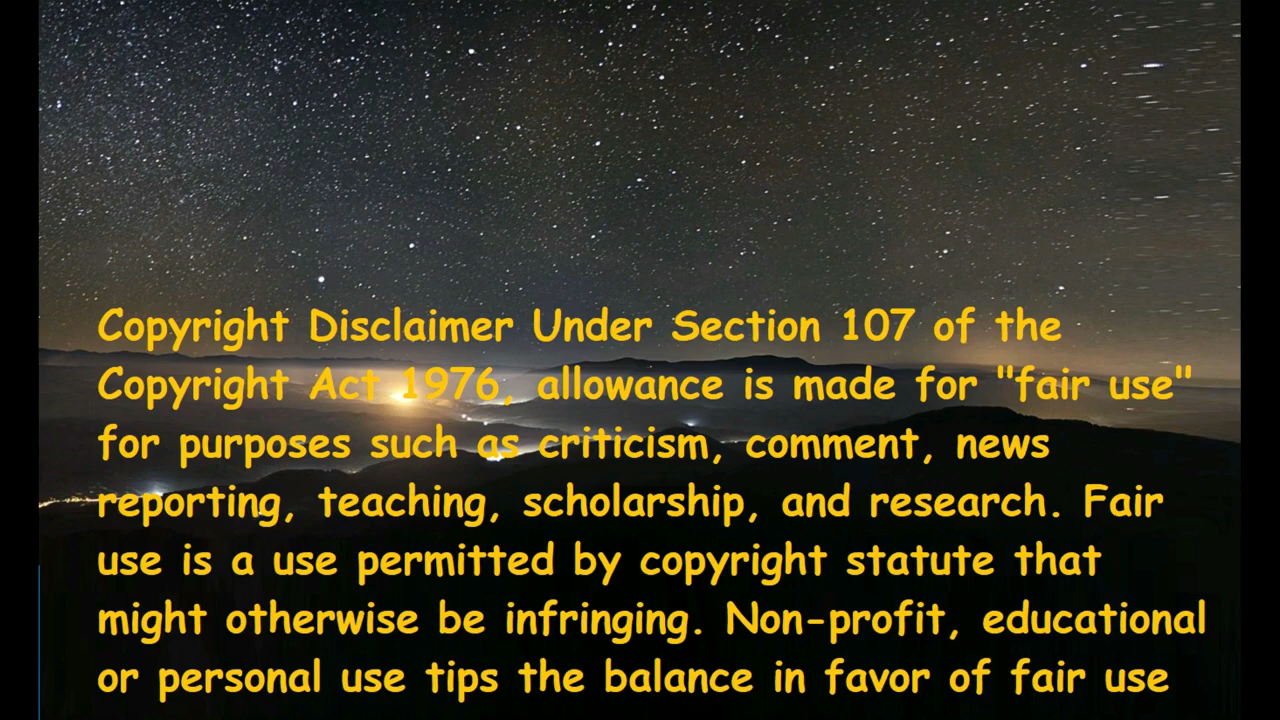 Copyright Disclaimer Under Section 107 of the
Copyright Act 1976, allowance is made for "fair use"
for purposes such as criticism, comment, news
reporting, teaching, scholarship, and research. Fair
use is a use permitted by copyright statute that
might otherwise be infringing. Non-profit, educational
or personal use tips the balance in favor of fair use